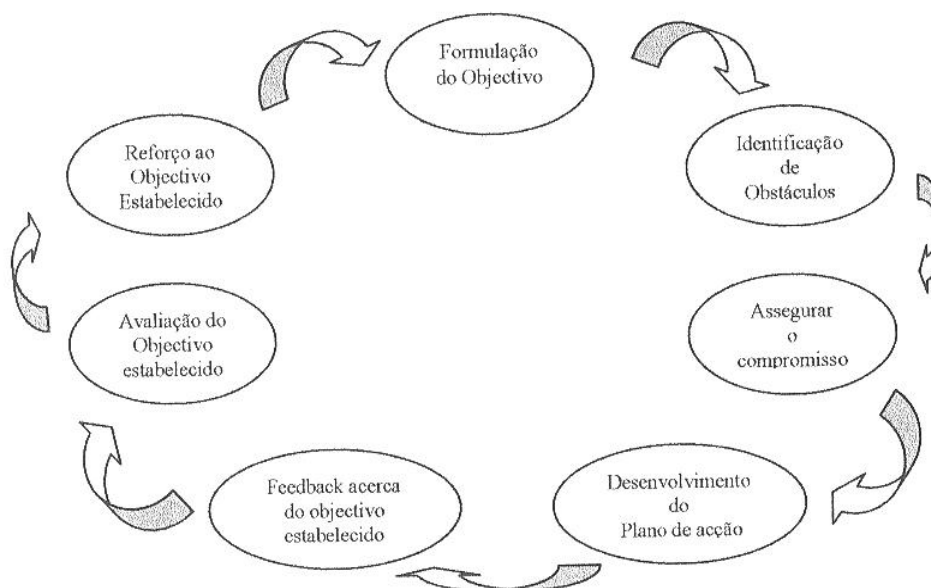 Formulação
do Objectivo
Identificação
de
Obstáculos
Assegurar
o
compromisso
Desenvolvimento
do
Plano de acção
Feedback acerca
do objectivo
estabelecido
Avaliação do
Objectivo
estabelecido
Reforço ao
Objectivo
Estabelecido